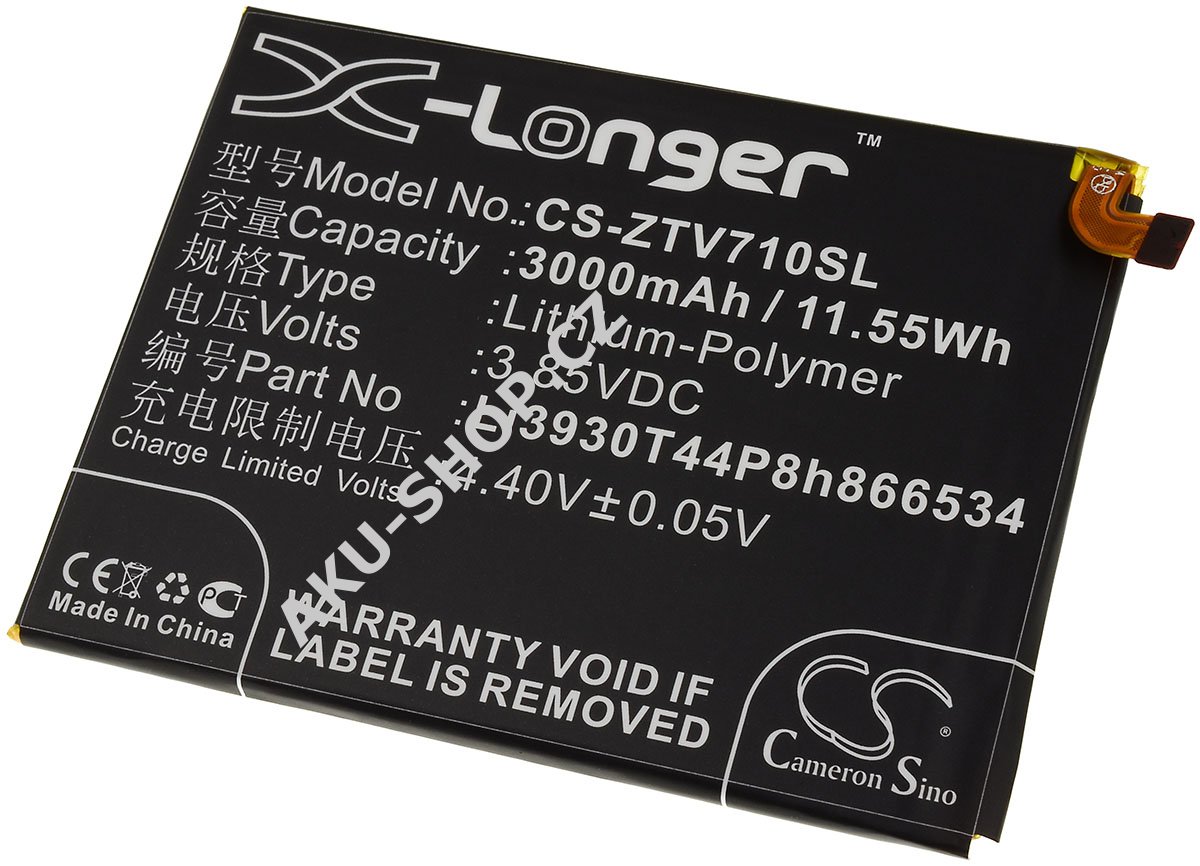 X-Longer™
型号Model No.:CS-ZTV710SL
容量Capacity :3000mAh / 11.55Wh
规格Type :Lithium-Polymer
电压Volts :3.85VDC
编号Part No :Li3930T44P8h866534
充电限制电压 :4.40V±0.05V
Charge Limited Volts
CE PCT
Made In China
WARRANTY VOID IF
LABEL IS REMOVED
CS®
Cameron Sino
AKU-SHOP.CZ